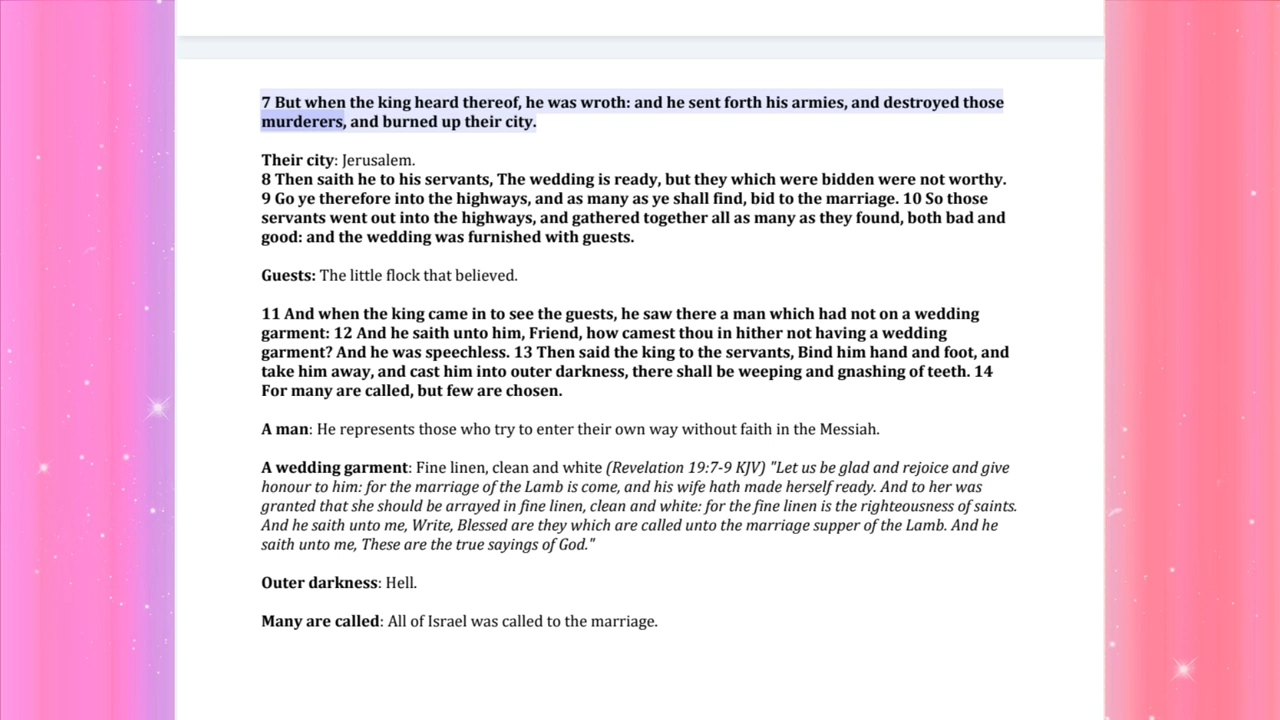 7 But when the king heard thereof, he was wroth: and he sent forth his armies, and destroyed those
murderers, and burned up their city.
Their city: Jerusalem.
8 Then saith he to his servants, The wedding is ready, but they which were bidden were not worthy.
9 Go ye therefore into the highways, and as many as ye shall find, bid to the marriage. 10 So those
servants went out into the highways, and gathered together all as many as they found, both bad and
good: and the wedding was furnished with guests.
Guests: The little flock that believed.
11 And when the king came in to see the guests, he saw there a man which had not on a wedding
garment: 12 And he saith unto him, Friend, how camest thou in hither not having a wedding
garment? And he was speechless. 13 Then said the king to the servants, Bind him hand and foot, and
take him away, and cast him into outer darkness, there shall be weeping and gnashing of teeth. 14
For many are called, but few are chosen.
A man: He represents those who try to enter their own way without faith in the Messiah.
A wedding garment: Fine linen, clean and white (Revelation 19:7-9 KJV) "Let us be glad and rejoice and give
honour to him: for the marriage of the Lamb is come, and his wife hath made herself ready. And to her was
granted that she should be arrayed in fine linen, clean and white: for the fine linen is the righteousness of saints.
And he saith unto me, Write, Blessed are they which are called unto the marriage supper of the Lamb. And he
saith unto me, These are the true sayings of God."
Outer darkness: Hell.
Many are called: All of Israel was called to the marriage.